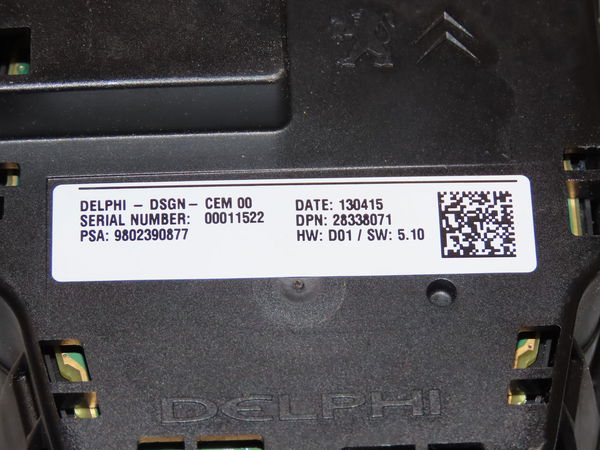 DELPHI - DSGN - CEM 00
SERIAL NUMBER: 00011522
PSA: 9802390877
DATE: 130415
DPN: 28338071
HW: D01 / SW: 5.10
DELPHI